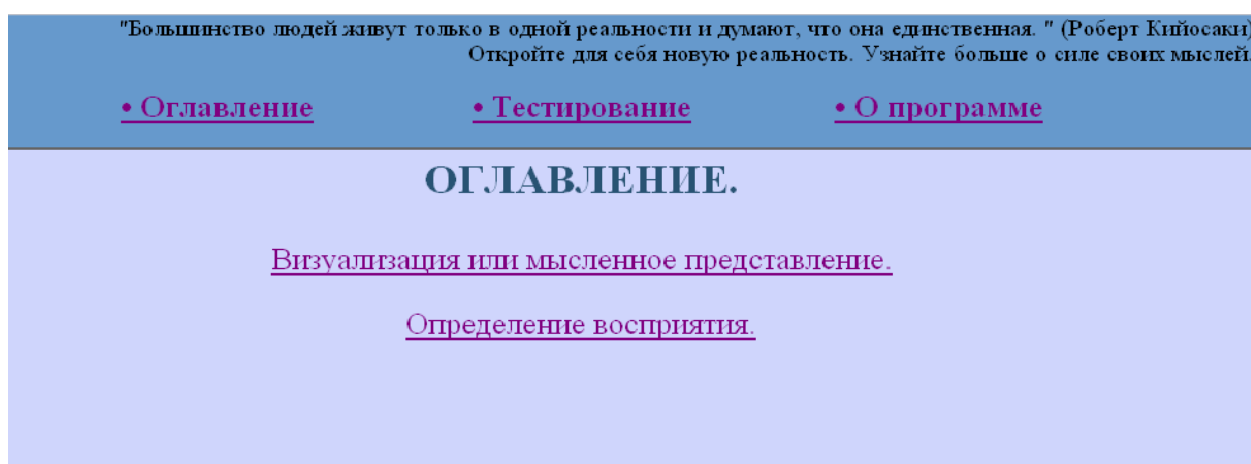 "Большинство людей живут только в одной реальности и думают, что она единственная. " (Роберт Кийосаки)
Откройте для себя новую реальность. Узнайте больше о силе своих мыслей.
• Оглавление • Тестирование • О программе
ОГЛАВЛЕНИЕ.
Визуализация или мысленное представление.
Определение восприятия.